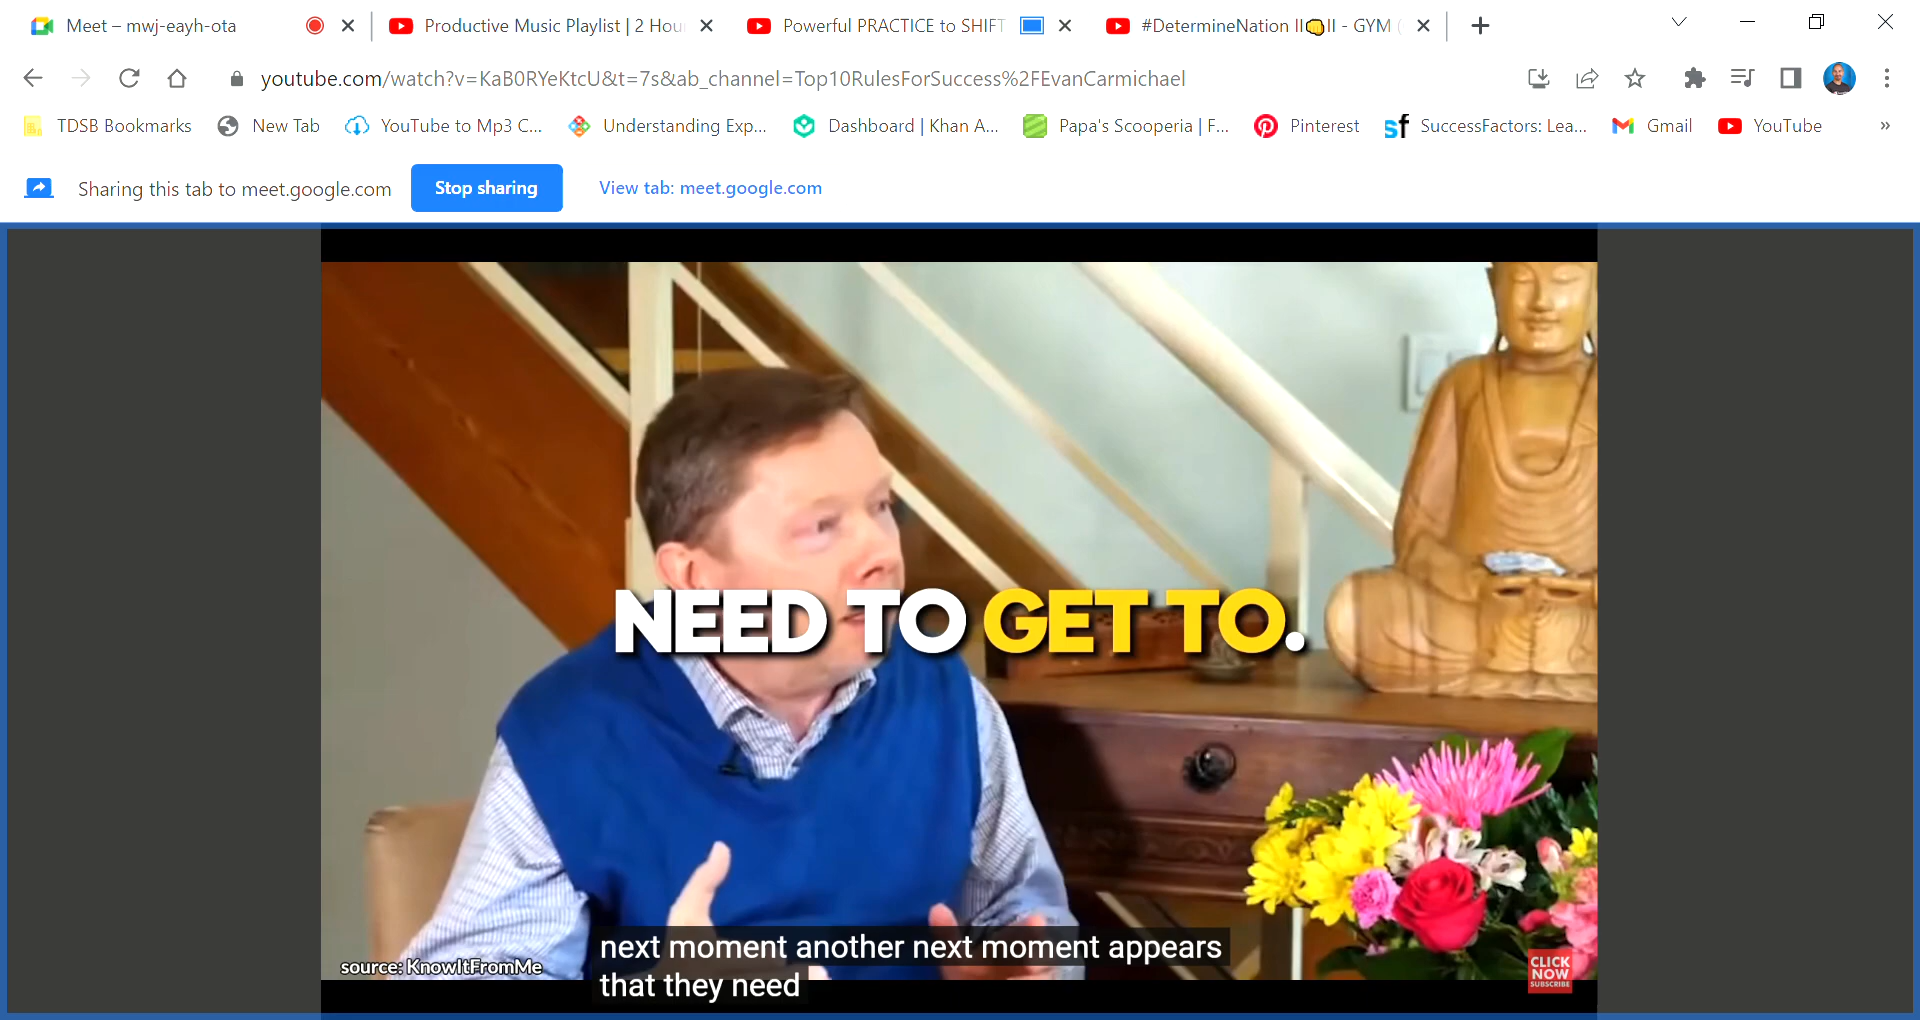 Meet – mwj-eayh-ota
Productive Music Playlist | 2 Hou
Powerful PRACTICE to SHIFT
#DetermineNation II👊II - GYM (
youtube.com/watch?v=KaB0RYeKtcU&t=7s&ab_channel=Top10RulesForSuccess%2FEvanCarmichael
TDSB Bookmarks
New Tab
YouTube to Mp3 C...
Understanding Exp...
Dashboard | Khan A...
Papa's Scooperia | F...
Pinterest
SuccessFactors: Lea...
Gmail
YouTube
»
Sharing this tab to meet.google.com
Stop sharing
View tab: meet.google.com
NEED TO GET TO.
next moment another next moment appears
that they need
source: KnowItFromMe
CLICK
NOW
SUBSCRIBE